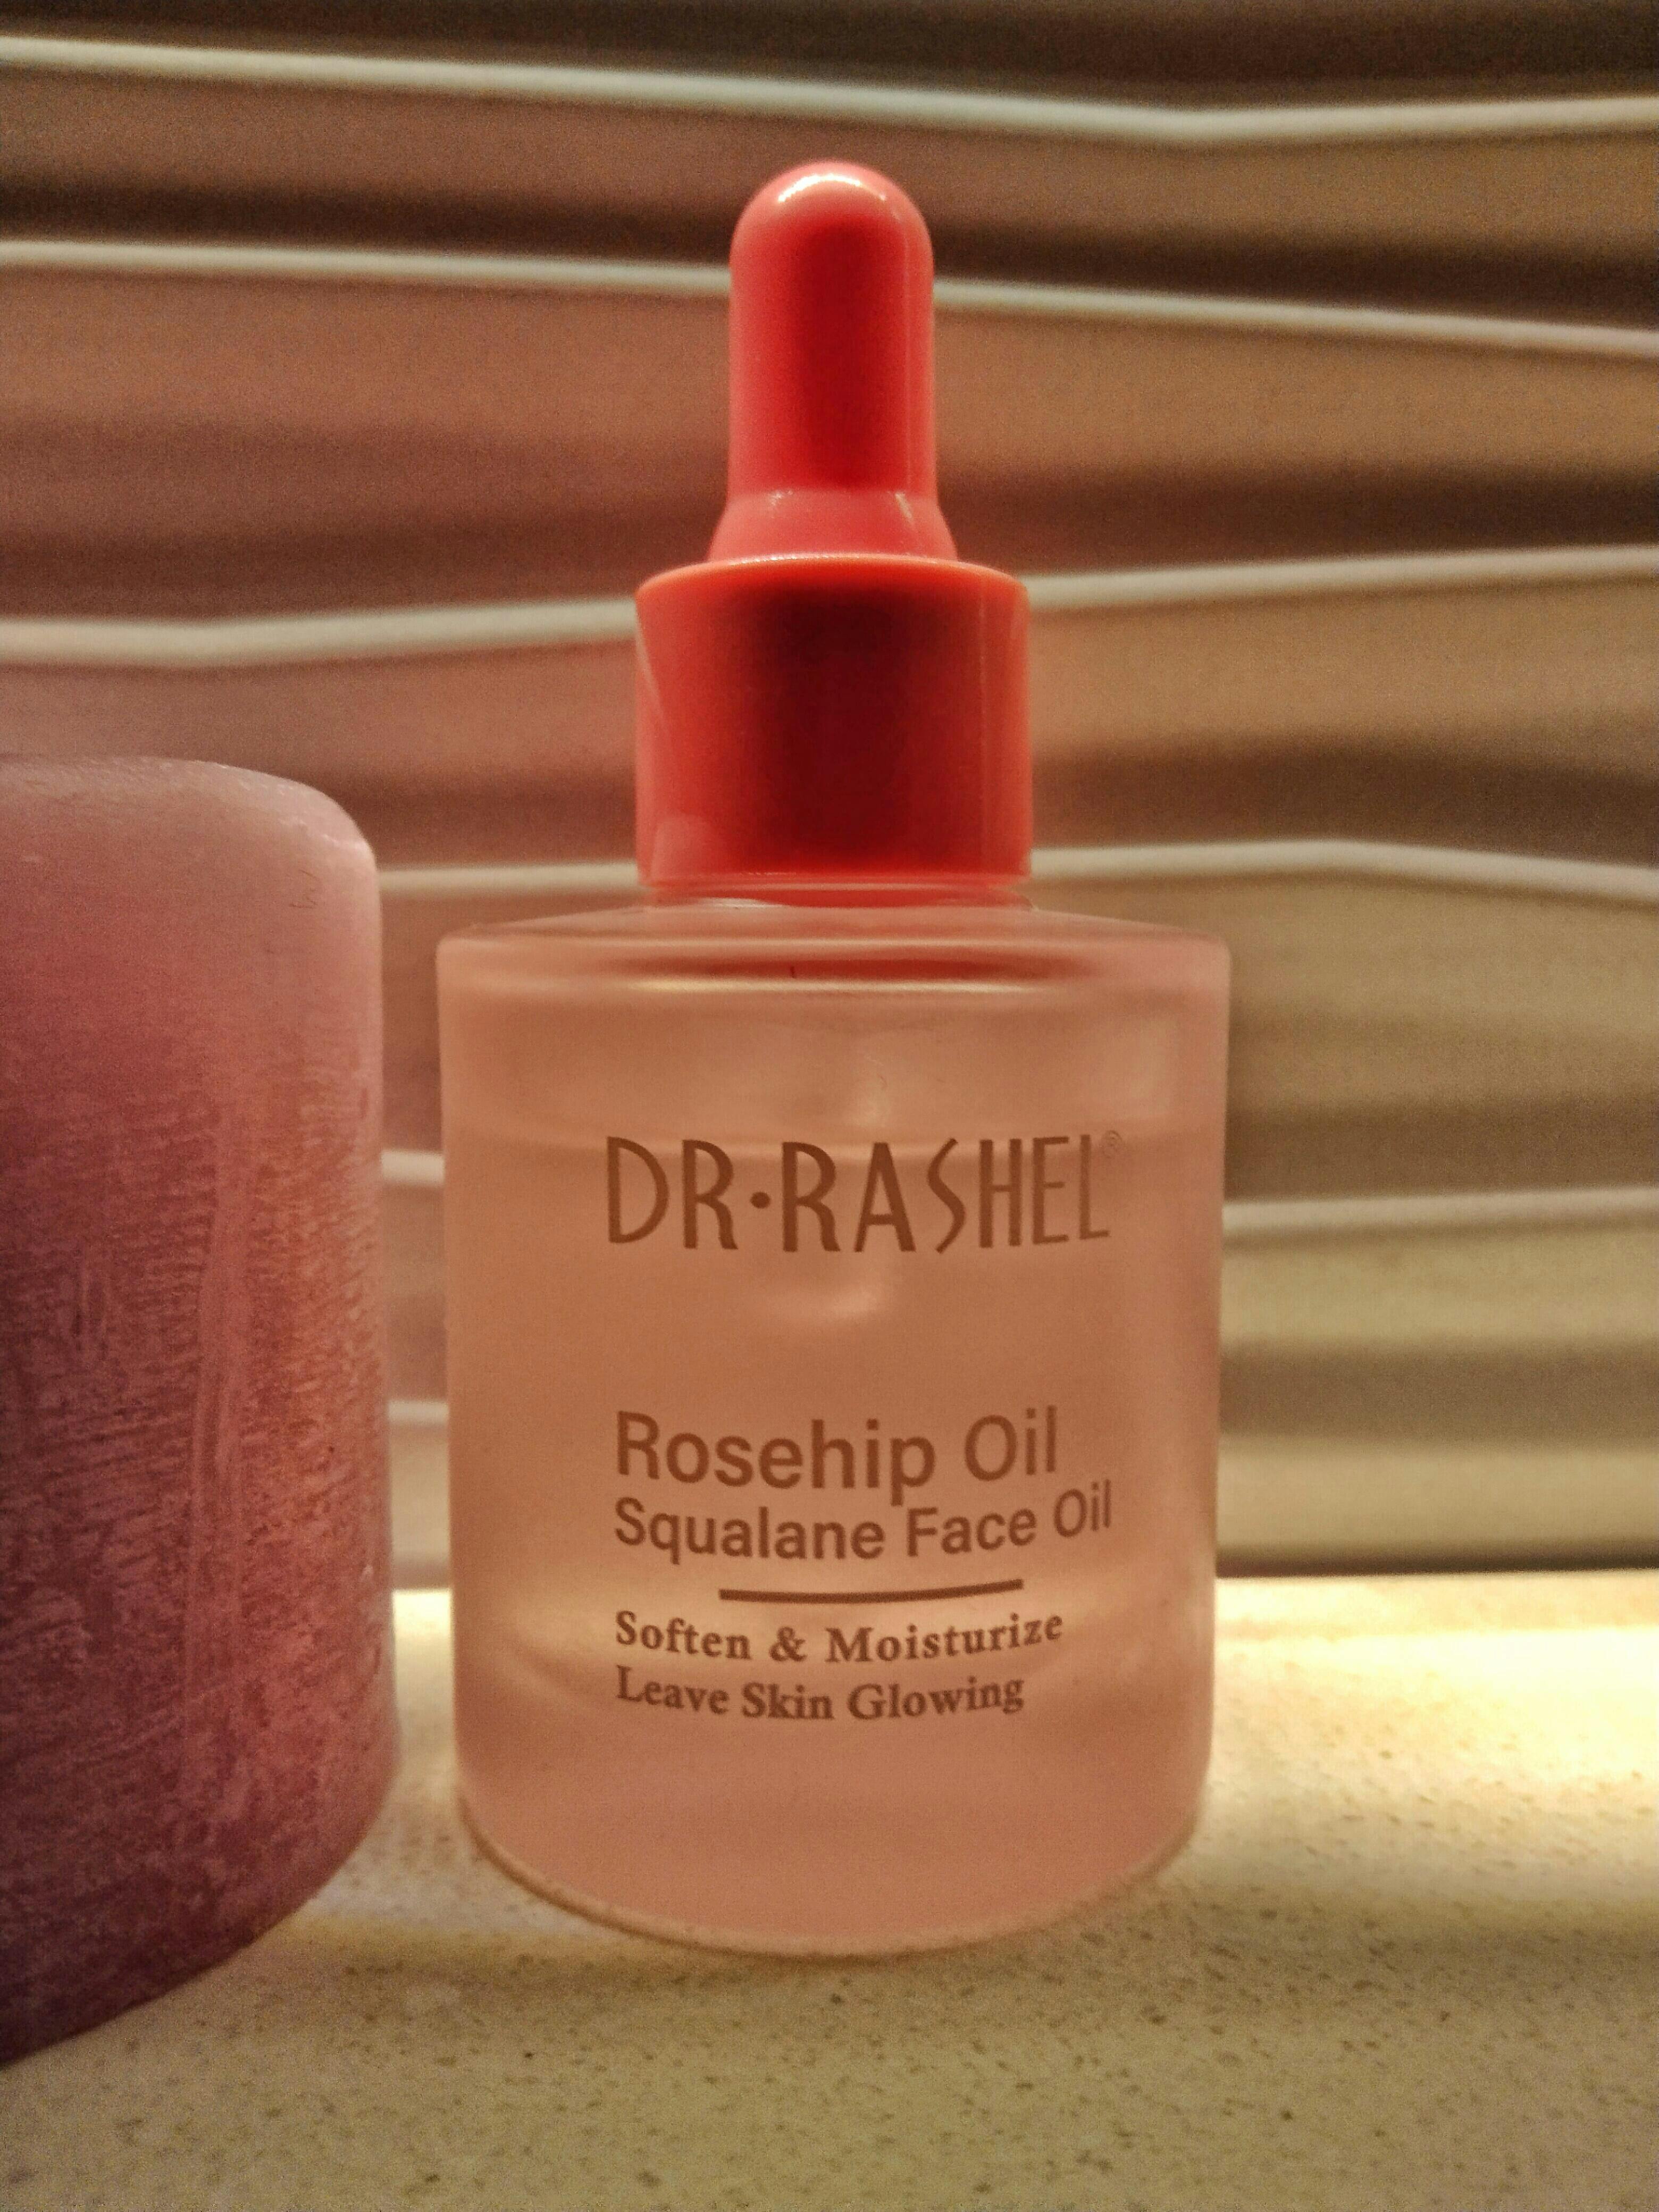 DR·RASHEL®
Rosehip Oil
Squalane Face Oil
Soften & Moisturize
Leave Skin Glowing